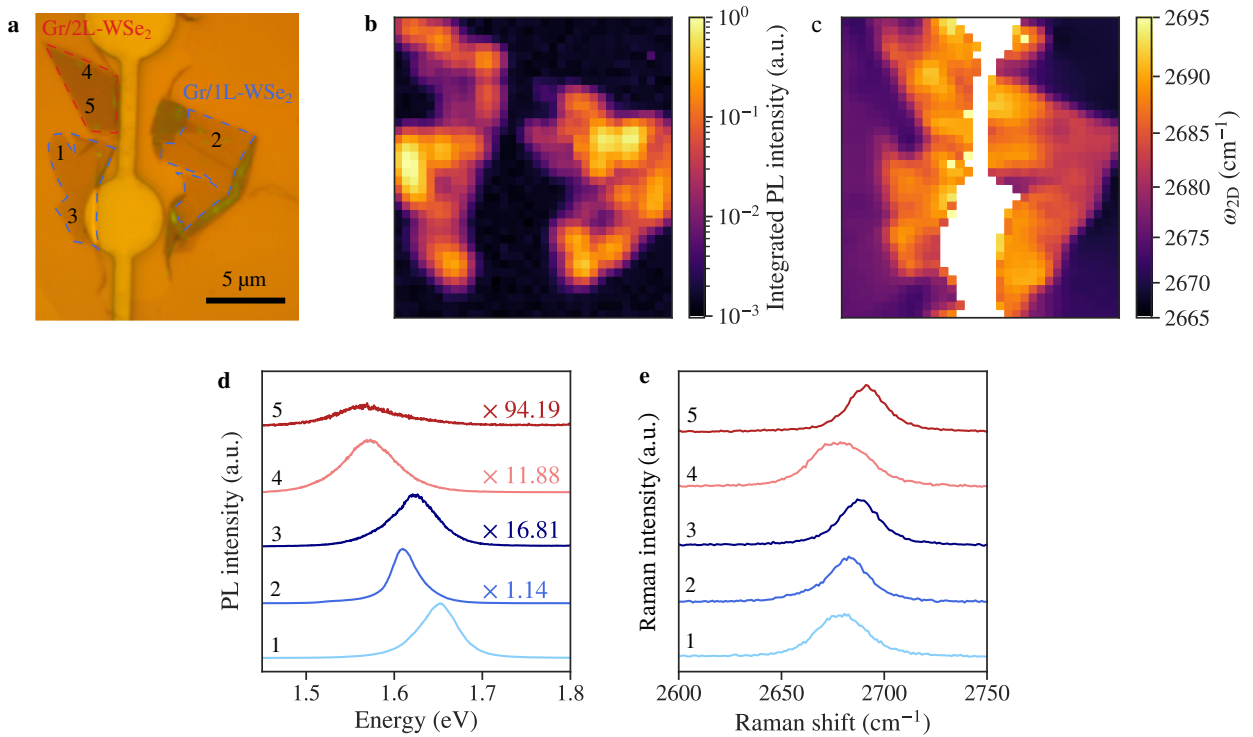 a
Gr/2L-WSe₂
4
5
Gr/1L-WSe₂
1
2
3
5 µm
b
10⁰
10⁻¹
10⁻²
10⁻³
Integrated PL intensity (a.u.)
c
2695
2690
2685
2680
2675
2670
2665
ω₂D (cm⁻¹)
d
5
× 94.19
4
× 11.88
3
× 16.81
2
× 1.14
1
1.5 1.6 1.7 1.8
Energy (eV)
PL intensity (a.u.)
e
5
4
3
2
1
2600 2650 2700 2750
Raman shift (cm⁻¹)
Raman intensity (a.u.)